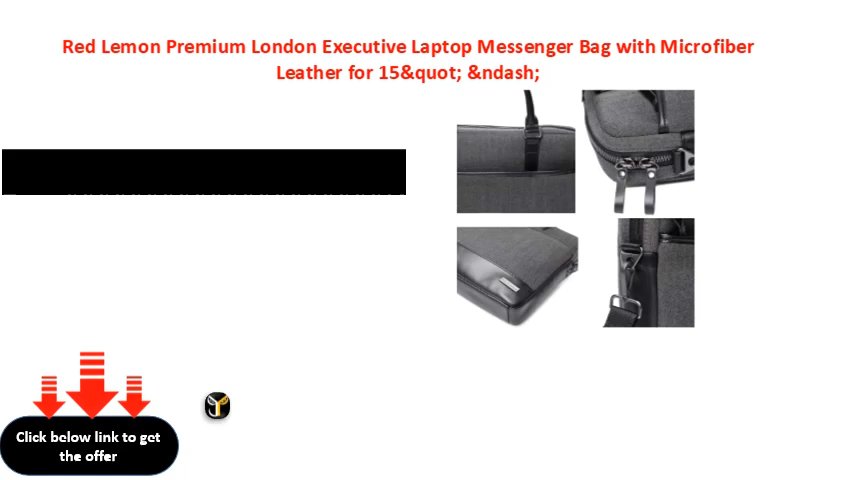 Red Lemon Premium London Executive Laptop Messenger Bag with Microfiber
Leather for 15&quot; &ndash;
Click below link to get
the offer